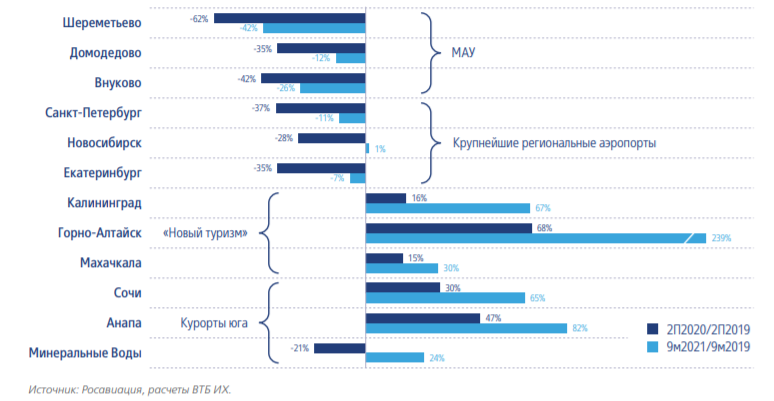 Шереметьево -62% -42%
Домодедово -35% -12% МАУ
Внуково -42% -26%
Санкт-Петербург -37% -11%
Новосибирск -28% 1% Крупнейшие региональные аэропорты
Екатеринбург -35% -7%
Калининград 16% 67%
Горно-Алтайск «Новый туризм» 68% 239%
Махачкала 15% 30%
Сочи 30% 65%
Анапа Курорты юга 47% 82%
2П2020/2П2019
Минеральные Воды -21% 24%
9м2021/9м2019
Источник: Росавиация, расчеты ВТБ ИХ.